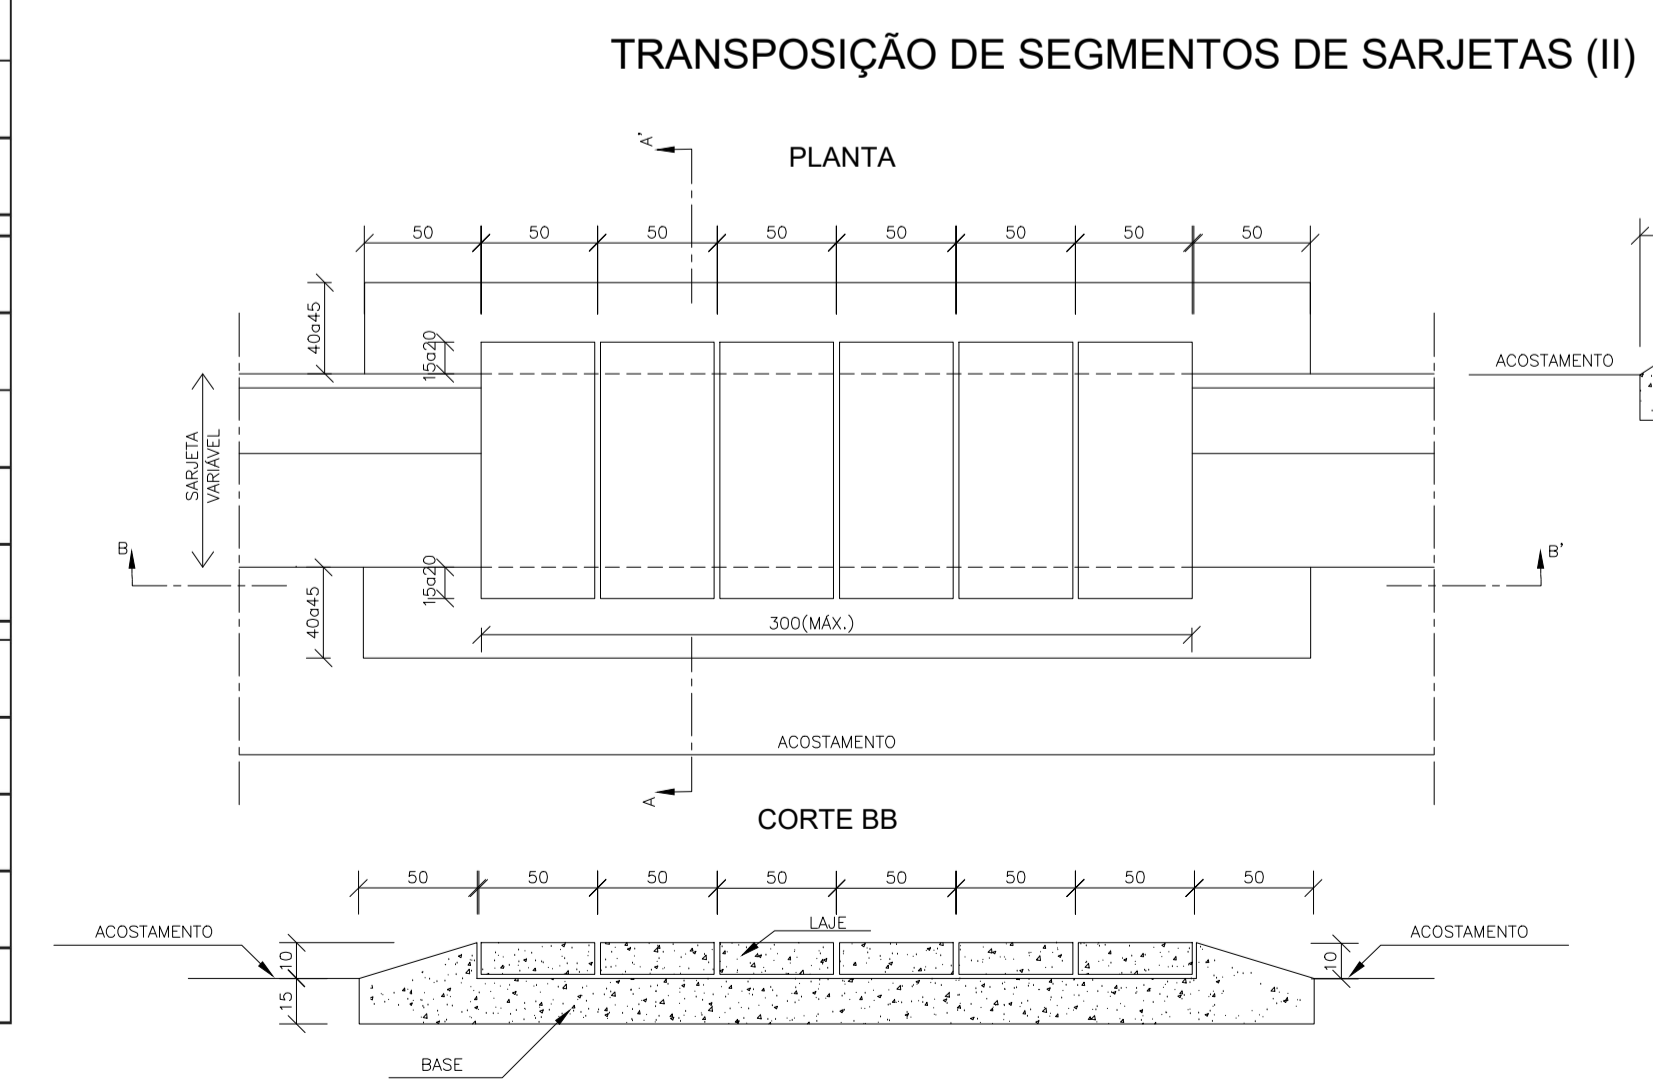 TRANSPOSIÇÃO DE SEGMENTOS DE SARJETAS (II)
A'
PLANTA
50 50 50 50 50 50 50 50
40a45
15a20
ACOSTAMENTO
SARJETA
VARIÁVEL
B
B'
15a20
40a45
300(MÁX.)
ACOSTAMENTO
A
CORTE BB
50 50 50 50 50 50 50 50
LAJE
ACOSTAMENTO
ACOSTAMENTO
10
10
15
BASE